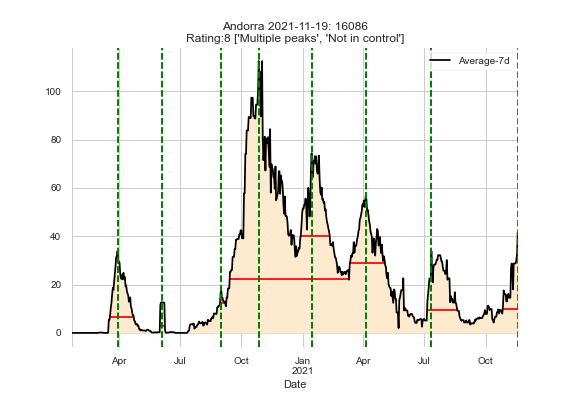 Andorra 2021-11-19: 16086
Rating:8 ['Multiple peaks', 'Not in control']
Average-7d
100
80
60
40
20
0
Apr Jul Oct Jan Apr Jul Oct
2021
Date